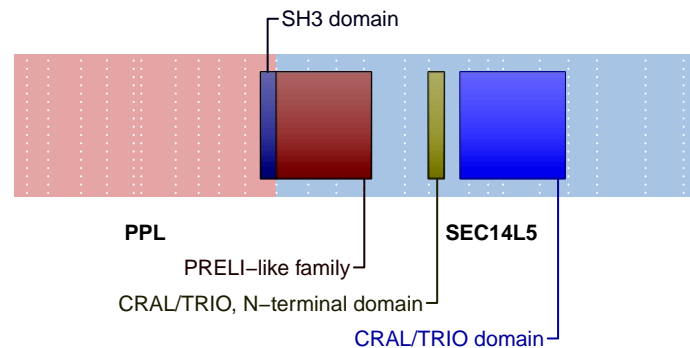 SH3 domain
PPL
SEC14L5
PRELI−like family
CRAL/TRIO, N−terminal domain
CRAL/TRIO domain